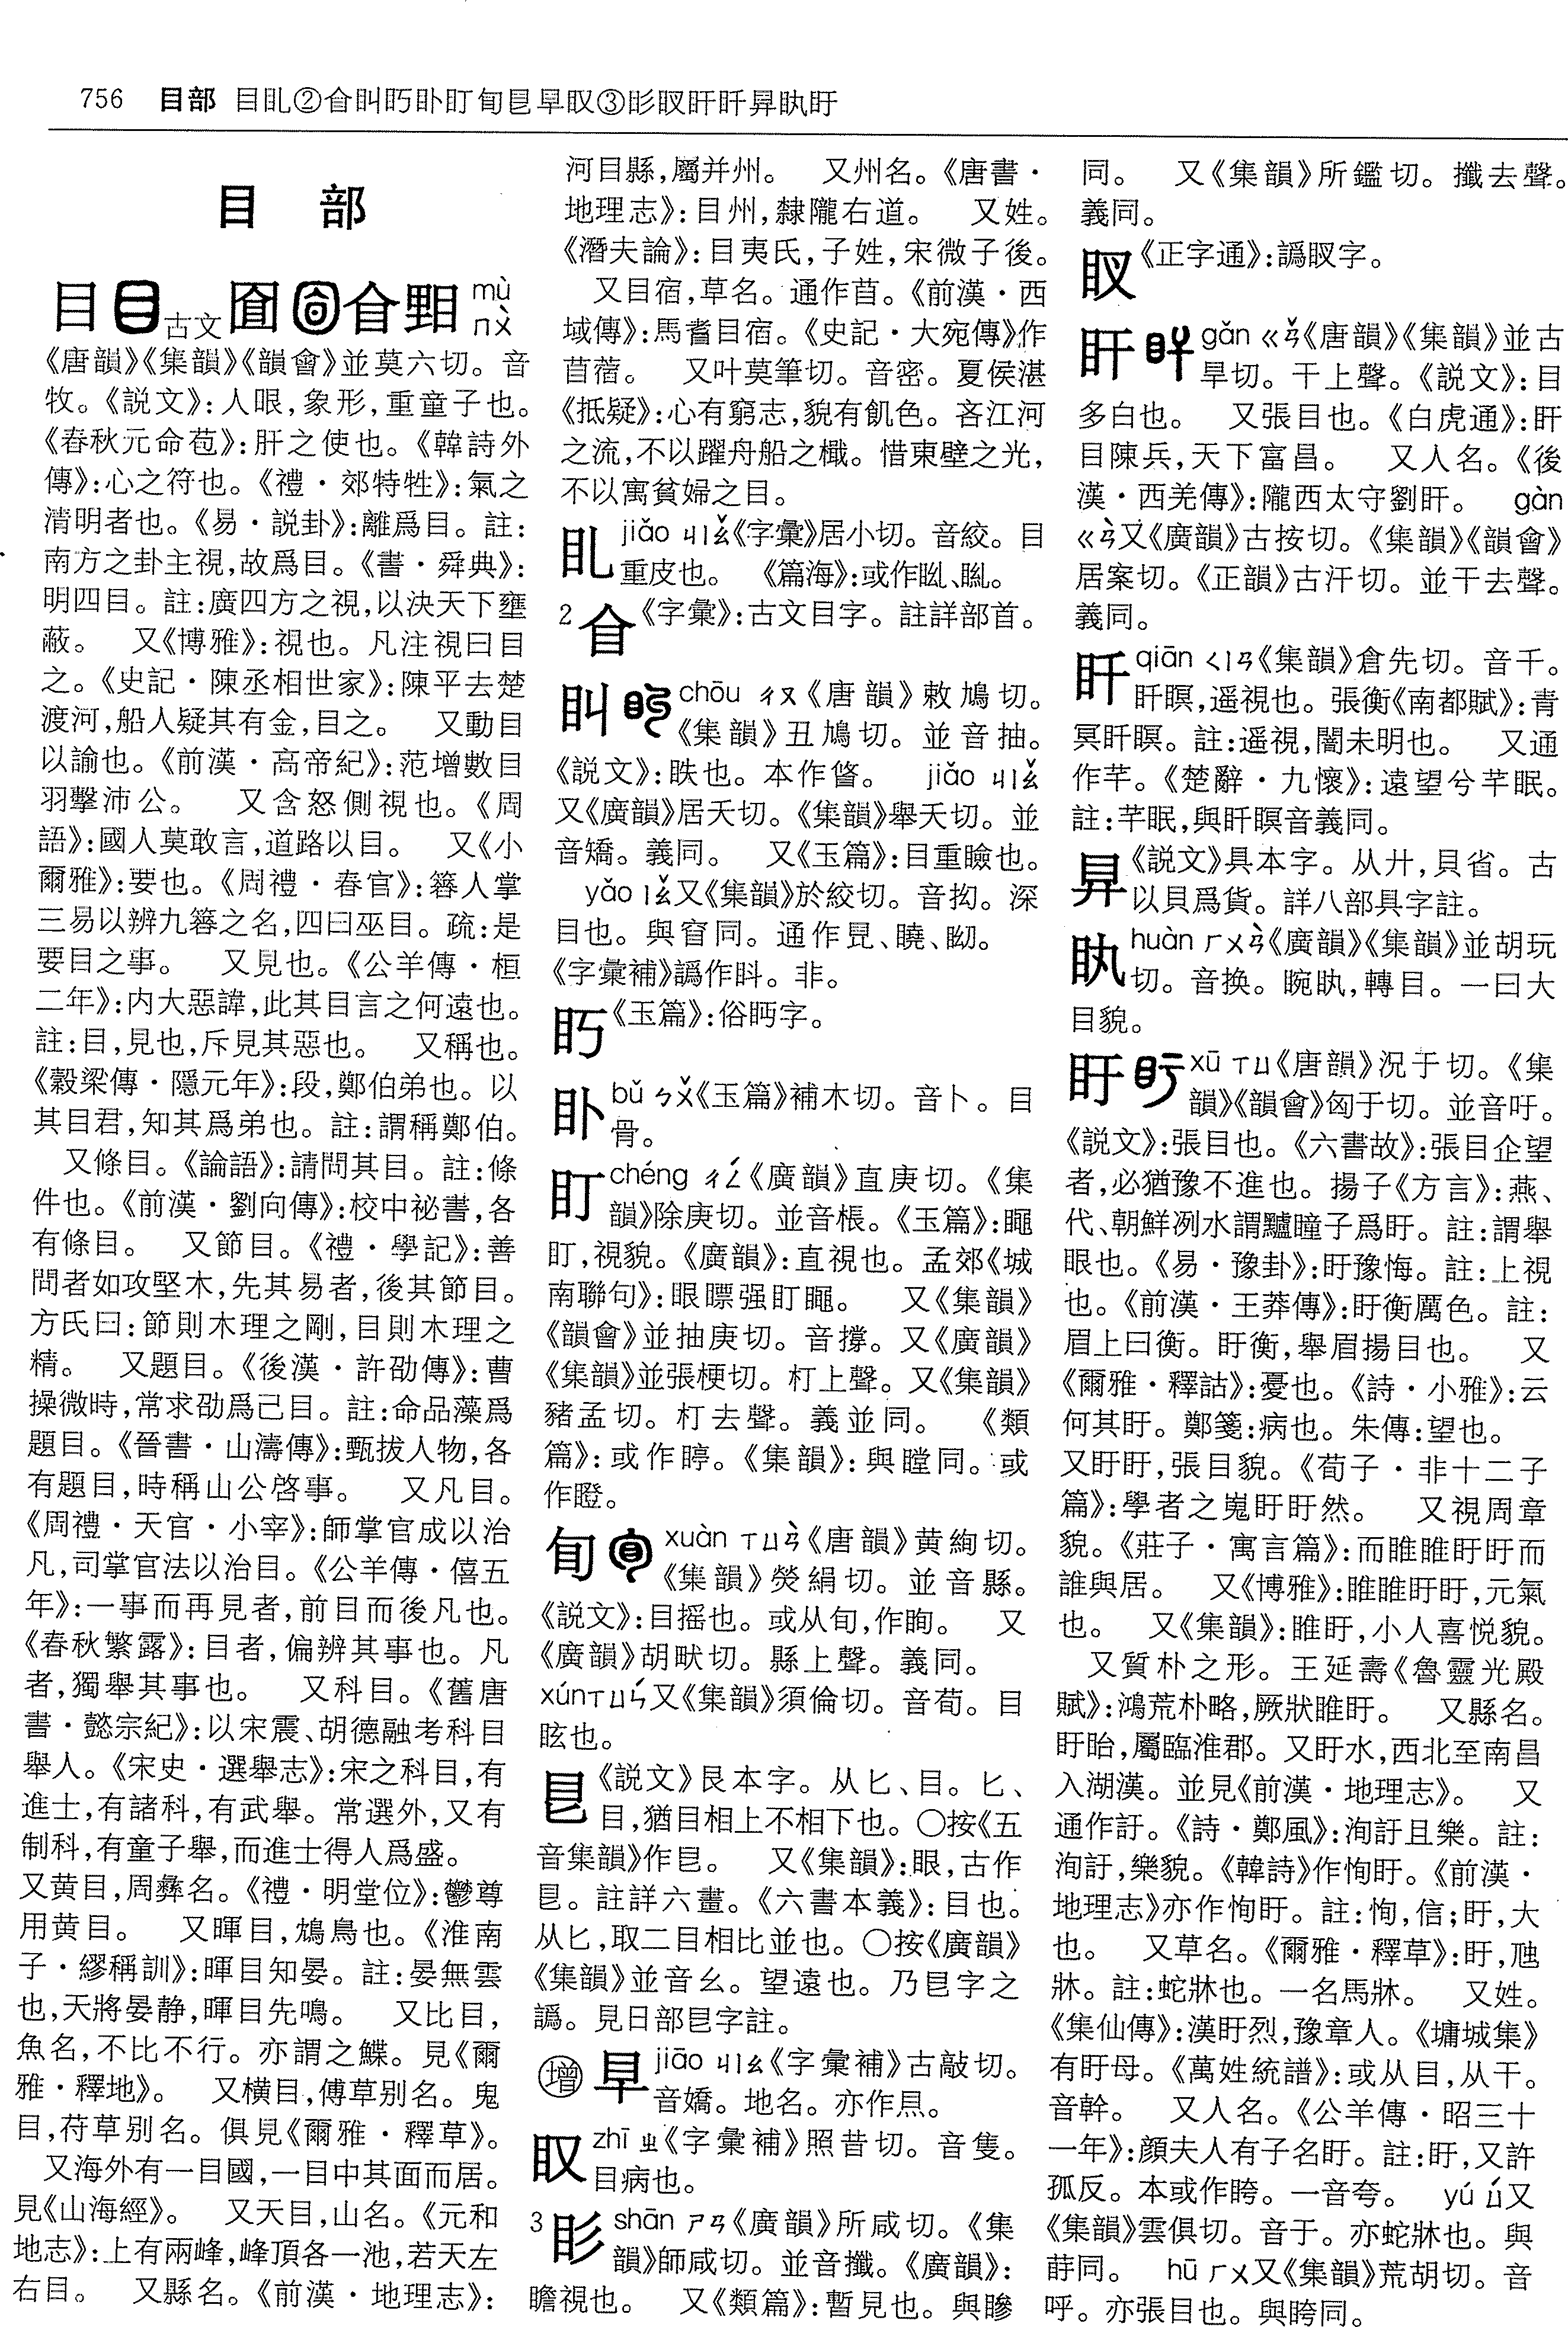 756 目部 目乢②㒳叫眄卟盯旬㫐早䀏③䀐䀑盰盱䀒䀓盱
目 部
目 古文 囼 mù
ㄇㄨˋ
《唐韻》《集韻》《韻會》並莫六切。音
牧。《説文》:人眼,象形,重童子也。
《春秋元命苞》:肝之使也。《韓詩外
傳》:心之符也。《禮·郊特牲》:氣之
清明者也。《易·説卦》:離爲目。註:
南方之卦主視,故爲目。《書·舜典》:
明四目。註:廣四方之視,以決天下壅
蔽。 又《博雅》:視也。凡注視曰目
之。《史記·陳丞相世家》:陳平去楚
渡河,船人疑其有金,目之。 又動目
以諭也。《前漢·高帝紀》:范增數目
羽擊沛公。 又含怒側視也。《周
語》:國人莫敢言,道路以目。 又《小
爾雅》:要也。《周禮·春官》:簭人掌
三易以辨九簭之名,四曰巫目。疏:是
要目之事。 又見也。《公羊傳·桓
二年》:内大惡諱,此其目言之何遠也。
註:目,見也,斥見其惡也。 又稱也。
《穀梁傳·隱元年》:段,鄭伯弟也。以
其目君,知其爲弟也。註:謂稱鄭伯。
又條目。《論語》:請問其目。註:條
件也。《前漢·劉向傳》:校中祕書,各
有條目。 又節目。《禮·學記》:善
問者如攻堅木,先其易者,後其節目。
方氏曰:節則木理之剛,目則木理之
精。 又題目。《後漢·許劭傳》:曹
操微時,常求劭爲己目。註:命品藻爲
題目。《晉書·山濤傳》:甄拔人物,各
有題目,時稱山公啓事。 又凡目。
《周禮·天官·小宰》:師掌官成以治
凡,司掌官法以治目。《公羊傳·僖五
年》:一事而再見者,前目而後凡也。
《春秋繁露》:目者,偏辨其事也。凡
者,獨舉其事也。 又科目。《舊唐
書·懿宗紀》:以宋震、胡德融考科目
舉人。《宋史·選舉志》:宋之科目,有
進士,有諸科,有武舉。常選外,又有
制科,有童子舉,而進士得人爲盛。
又黄目,周彝名。《禮·明堂位》:鬱尊
用黄目。 又暉目,鴆鳥也。《淮南
子·繆稱訓》:暉目知晏。註:晏無雲
也,天將晏静,暉目先鳴。 又比目,
魚名,不比不行。亦謂之鰈。見《爾
雅·釋地》。 又横目,傅草别名。鬼
目,苻草别名。俱見《爾雅·釋草》。
又海外有一目國,一目中其面而居。
見《山海經》。 又天目,山名。《元和
地志》:上有兩峰,峰頂各一池,若天左
右目。 又縣名。《前漢·地理志》:
河目縣,屬并州。 又州名。《唐書·
地理志》:目州,隸隴右道。 又姓。
《潛夫論》:目夷氏,子姓,宋微子後。
又目宿,草名。通作苜。《前漢·西
域傳》:馬耆目宿。《史記·大宛傳》作
苜蓿。 又叶莫筆切。音密。夏侯湛
《抵疑》:心有窮志,貌有飢色。吝江河
之流,不以躍舟船之檝。惜東壁之光,
不以寓貧婦之目。
jiǎo ㄐㄧㄠˇ《字彙》居小切。音絞。目
重皮也。 《篇海》:或作
2 《字彙》:古文目字。註詳部首。
chōu ㄔㄡ《唐韻》敕鳩切。
《集韻》丑鳩切。並音抽。
《説文》:眣也。本作 jiǎo ㄐㄧㄠˇ
又《廣韻》居夭切。《集韻》舉夭切。並
音矯。義同。 又《玉篇》:目重瞼也。
yǎo ㄧㄠˇ又《集韻》於絞切。音拗。深
目也。與窅同。通作
《字彙補》譌作䀞。非。
《玉篇》:俗眄字。
bǔ ㄅㄨˇ《玉篇》補木切。音卜。目
骨。
盯 chéng ㄔㄥˊ《廣韻》直庚切。《集
韻》除庚切。並音棖。《玉篇》:䁅
盯,視貌。《廣韻》:直視也。孟郊《城
南聯句》:眼瞟强盯䁅。 又《集韻》
《韻會》並抽庚切。音撐。又《廣韻》
《集韻》並張梗切。朾上聲。又《集韻》
豬孟切。朾去聲。義並同。 《類
篇》:或作䁎。《集韻》:與瞠同。或
作瞪。
xuàn ㄒㄩㄢˋ《唐韻》黄絢切。
《集韻》熒絹切。並音縣。
《説文》:目摇也。或从旬,作眴。 又
《廣韻》胡畎切。縣上聲。義同。
xúnㄒㄩㄣˊ又《集韻》須倫切。音荀。目
眩也。
《説文》艮本字。从匕、目。匕、
目,猶目相上不相下也。○按《五
音集韻》作皀。 又《集韻》:眼,古作
皀。註詳六畫。《六書本義》:目也。
从匕,取二目相比並也。○按《廣韻》
《集韻》並音幺。望遠也。乃皀字之
譌。見日部皀字註。
增 jiāo ㄐㄧㄠ《字彙補》古敲切。
音嬌。地名。亦作県。
zhī ㄓ《字彙補》照昔切。音隻。
目病也。
3 shān ㄕㄢ《廣韻》所咸切。《集
韻》師咸切。並音攕。《廣韻》:
瞻視也。 又《類篇》:暫見也。與
同。 又《集韻》所鑑切。攕去聲。
義同。
《正字通》:譌䀎字。
盰 gǎn ㄍㄢˇ《唐韻》《集韻》並古
旱切。干上聲。《説文》:目
多白也。 又張目也。《白虎通》:盰
目陳兵,天下富昌。 又人名。《後
漢·西羌傳》:隴西太守劉盰。 gàn
ㄍㄢˋ又《廣韻》古按切。《集韻》《韻會》
居案切。《正韻》古汗切。並干去聲。
義同。
qiān ㄑㄧㄢ《集韻》倉先切。音千。
瞑,遥視也。張衡《南都賦》:青
冥瞑。註:遥視,闇未明也。 又通
作芊。《楚辭·九懷》:遠望兮芊眠。
註:芊眠,與瞑音義同。
《説文》具本字。从廾,貝省。古
以貝爲貨。詳八部具字註。
huàn ㄏㄨㄢˋ《廣韻》《集韻》並胡玩
切。音换。睕,轉目。一曰大
目貌。
盱 xū ㄒㄩ《唐韻》況于切。《集
韻》《韻會》匈于切。並音吁。
《説文》:張目也。《六書故》:張目企望
者,必猶豫不進也。揚子《方言》:燕、
代、朝鮮洌水謂驢瞳子爲盱。註:謂舉
眼也。《易·豫卦》:盱豫悔。註:上視
也。《前漢·王莽傳》:盱衡厲色。註:
眉上曰衡。盱衡,舉眉揚目也。 又
《爾雅·釋詁》:憂也。《詩·小雅》:云
何其盱。鄭箋:病也。朱傳:望也。
又盱盱,張目貌。《荀子·非十二子
篇》:學者之嵬盱盱然。 又視周章
貌。《莊子·寓言篇》:而睢睢盱盱而
誰與居。 又《博雅》:睢睢盱盱,元氣
也。 又《集韻》:睢盱,小人喜悦貌。
又質朴之形。王延壽《魯靈光殿
賦》:鴻荒朴略,厥狀睢盱。 又縣名。
盱眙,屬臨淮郡。又盱水,西北至南昌
入湖漢。並見《前漢·地理志》。 又
通作訏。《詩·鄭風》:洵訏且樂。註:
洵訏,樂貌。《韓詩》作恂盱。《前漢·
地理志》亦作恂盱。註:恂,信;盱,大
也。 又草名。《爾雅·釋草》:盱,虺
牀。註:蛇牀也。一名馬牀。 又姓。
《集仙傳》:漢盱烈,豫章人。《墉城集》
有盱母。《萬姓統譜》:或从目,从干。
音幹。 又人名。《公羊傳·昭三十
一年》:顔夫人有子名盱。註:盱,又許
孤反。本或作盻。一音夸。 yú ㄩˊ又
《集韻》雲俱切。音于。亦蛇牀也。與
蒔同。 hū ㄏㄨ又《集韻》荒胡切。音
呼。亦張目也。與䀢同。